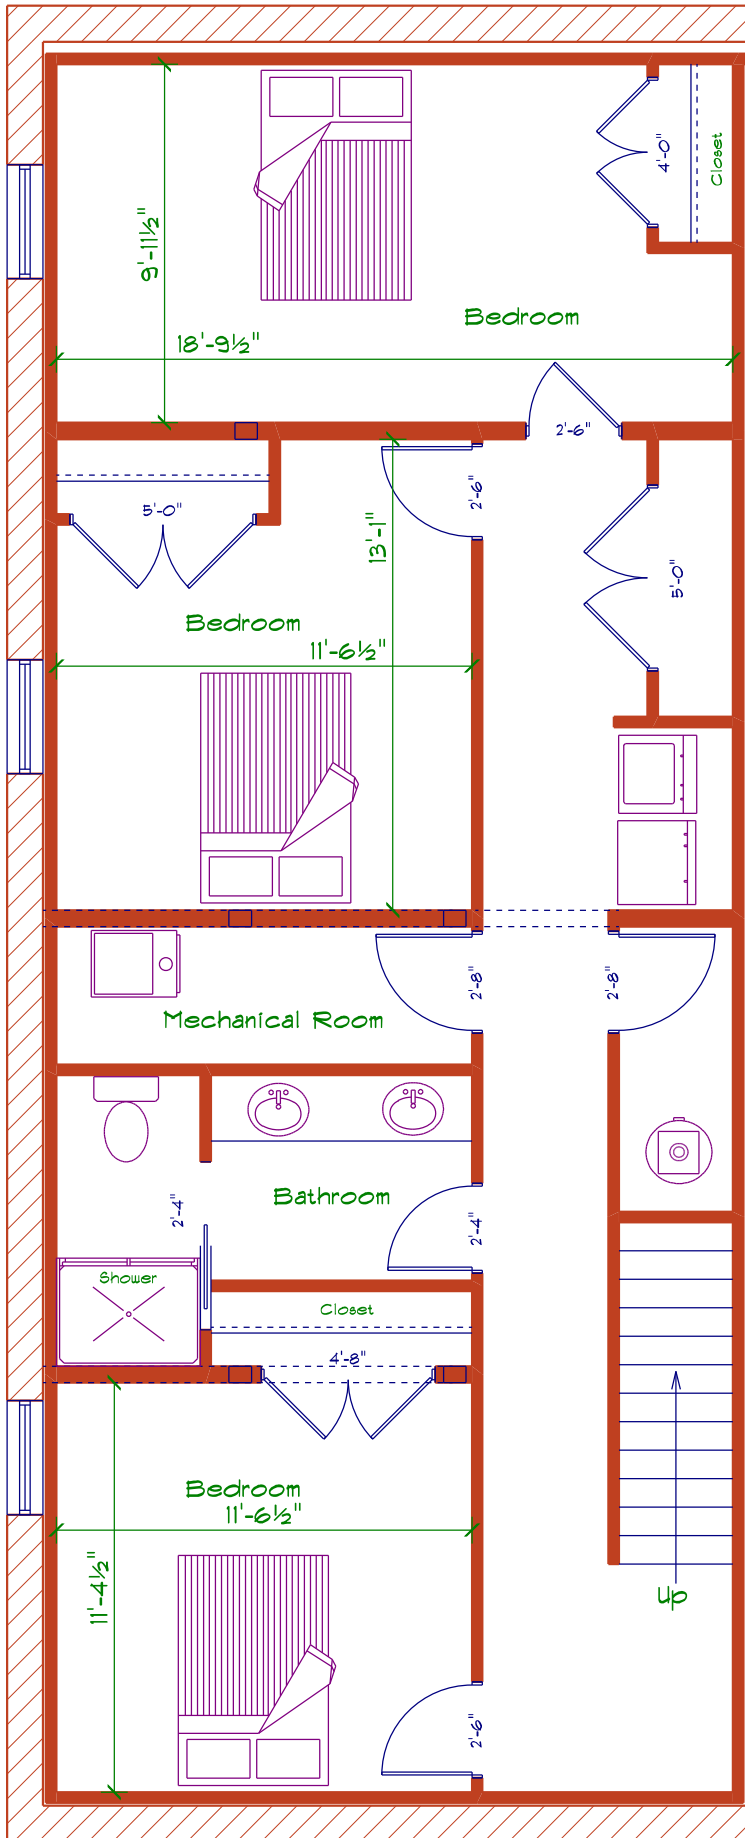 4'-0"
Closet
9'-11½"
Bedroom
18'-9½"
2'-6"
2'-6"
5'-0"
13'-1"
5'-0"
Bedroom
11'-6½"
2'-8"
2'-8"
Mechanical Room
2'-4"
Bathroom
2'-4"
Shower
Closet
4'-8"
Bedroom
11'-6½"
11'-4½"
Up
2'-6"